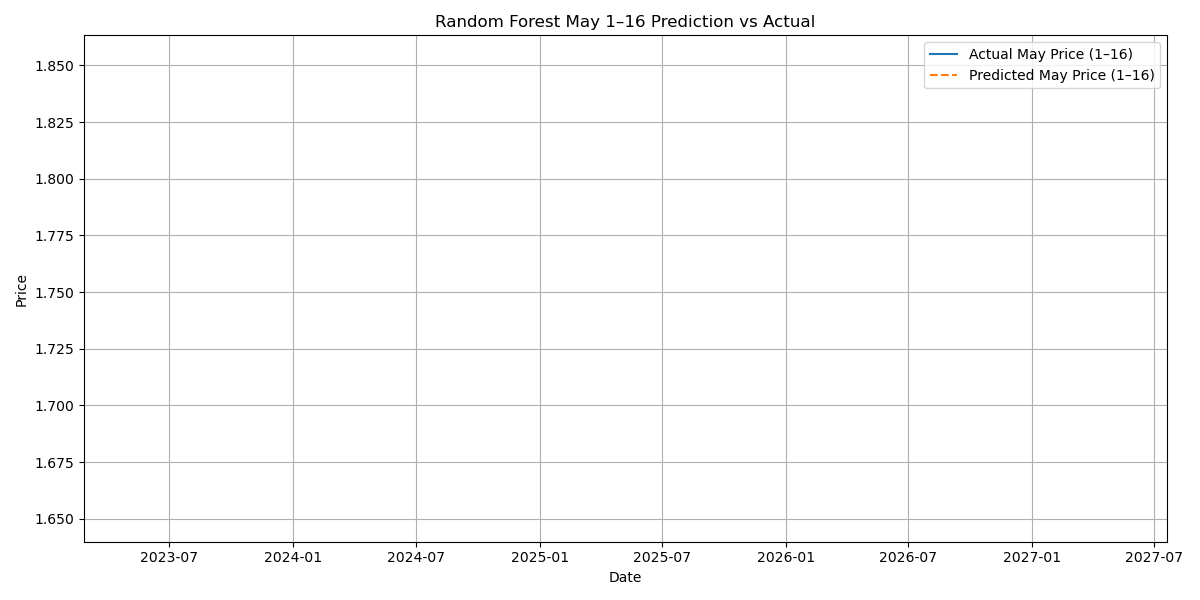 Random Forest May 1–16 Prediction vs Actual
Actual May Price (1–16)
Predicted May Price (1–16)
1.850
1.825
1.800
1.775
1.750
1.725
1.700
1.675
1.650
Price
2023-07 2024-01 2024-07 2025-01 2025-07 2026-01 2026-07 2027-01 2027-07
Date